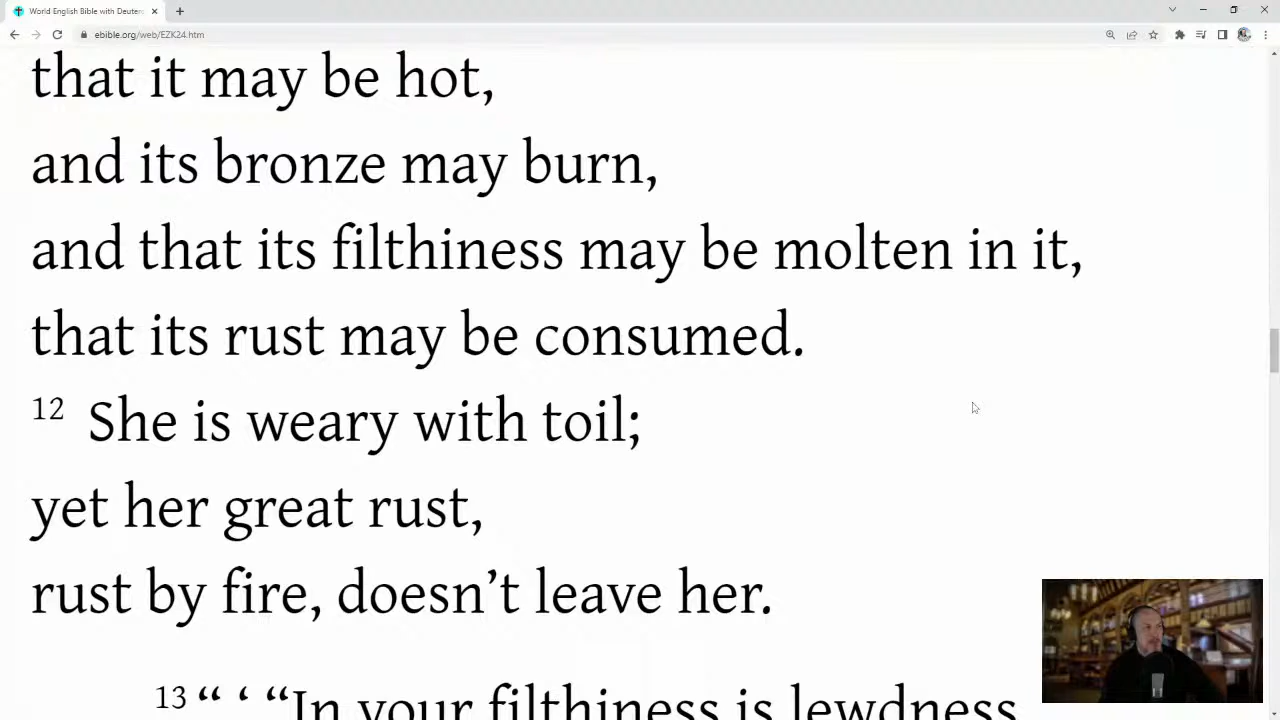 World English Bible with Deuter
ebible.org/web/EZK24.htm
that it may be hot,
and its bronze may burn,
and that its filthiness may be molten in it,
that its rust may be consumed.
12 She is weary with toil;
yet her great rust,
rust by fire, doesn’t leave her.
13 “ ‘ “In your filthiness is lewdness